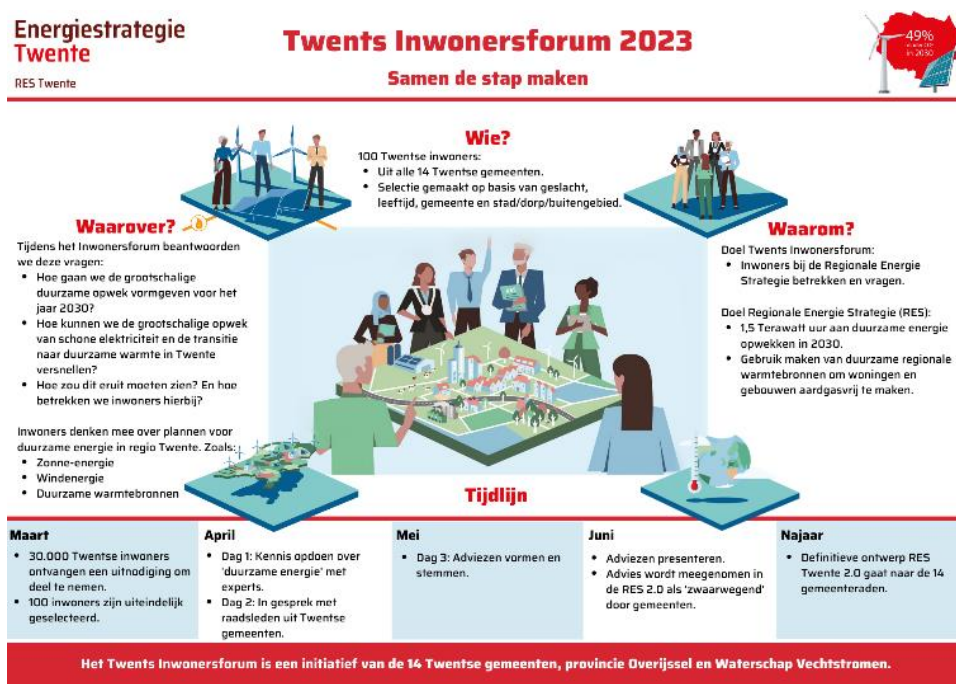 Energiestrategie
Twente
RES Twente
Twents Inwonersforum 2023
Samen de stap maken
49%
in 2030
Wie?
100 Twentse inwoners:
• Uit alle 14 Twentse gemeenten.
• Selectie gemaakt op basis van geslacht,
leeftijd, gemeente en stad/dorp/buitengebied.
Waarover?
Tijdens het Inwonersforum beantwoorden
we deze vragen:
• Hoe gaan we de grootschalige
duurzame opwek vormgeven voor het
jaar 2030?
• Hoe kunnen we de grootschalige opwek
van schone elektriciteit en de transitie
naar duurzame warmte in Twente
versnellen?
• Hoe zou dit eruit moeten zien? En hoe
betrekken we inwoners hierbij?
Inwoners denken mee over plannen voor
duurzame energie in regio Twente. Zoals:
• Zonne-energie
• Windenergie
• Duurzame warmtebronnen
Waarom?
Doel Twents Inwonersforum:
• Inwoners bij de Regionale Energie
Strategie betrekken en vragen.
Doel Regionale Energie Strategie (RES):
• 1,5 Terawatt uur aan duurzame energie
opwekken in 2030.
• Gebruik maken van duurzame regionale
warmtebronnen om woningen en
gebouwen aardgasvrij te maken.
Tijdlijn
Maart
• 30.000 Twentse inwoners
ontvangen een uitnodiging om
deel te nemen.
• 100 inwoners zijn uiteindelijk
geselecteerd.
April
• Dag 1: Kennis opdoen over
'duurzame energie' met
experts.
• Dag 2: In gesprek met
raadsleden uit Twentse
gemeenten.
Mei
• Dag 3: Adviezen vormen en
stemmen.
Juni
• Adviezen presenteren.
• Advies wordt meegenomen in
de RES 2.0 als 'zwaarwegend'
door gemeenten.
Najaar
• Definitieve ontwerp RES
Twente 2.0 gaat naar de 14
gemeenteraden.
Het Twents Inwonersforum is een initiatief van de 14 Twentse gemeenten, provincie Overijssel en Waterschap Vechtstromen.